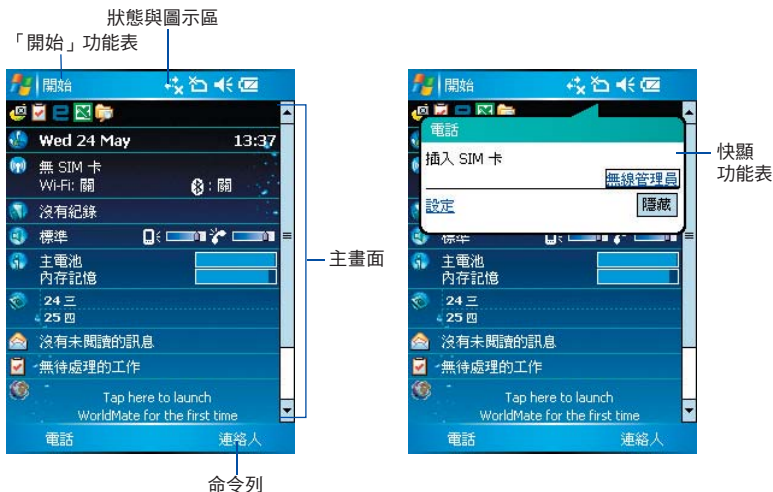 狀態與圖示區
「開始」功能表
開始
Wed 24 May 13:37
無 SIM 卡
Wi-Fi: 關 : 關
沒有紀錄
標準
主電池
內存記憶
24 三
25 四
沒有未閱讀的訊息
無待處理的工作
Tap here to launch
WorldMate for the first time
電話 連絡人
主畫面
命令列
開始
電話
插入 SIM 卡
無線管理員
設定 隱藏
標準
主電池
內存記憶
24 三
25 四
沒有未閱讀的訊息
無待處理的工作
Tap here to launch
WorldMate for the first time
電話 連絡人
快顯
功能表